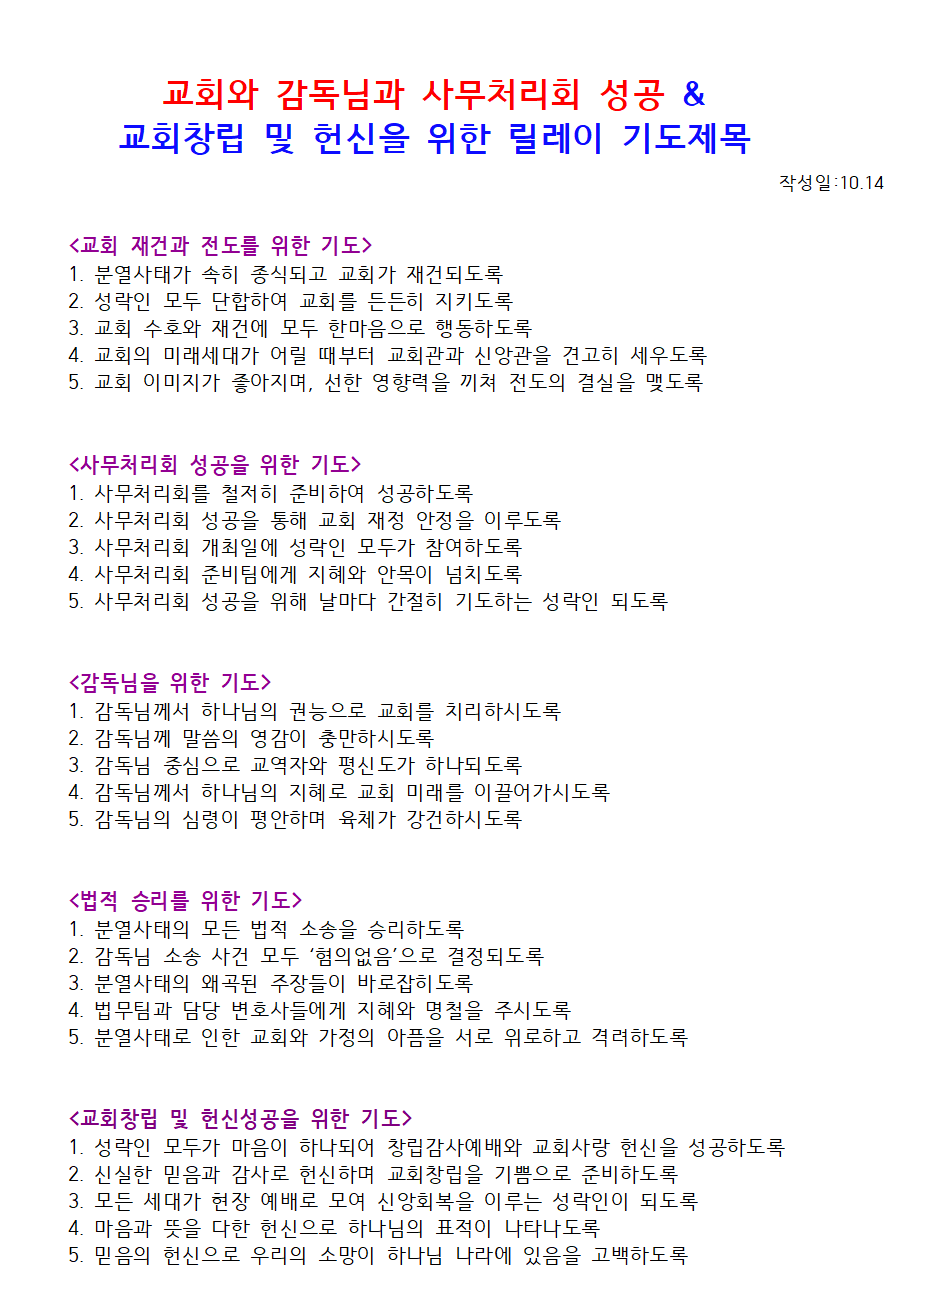 교회와 감독님과 사무처리회 성공 &
교회창립 및 헌신을 위한 릴레이 기도제목
작성일:10.14
<교회 재건과 전도를 위한 기도>
1. 분열사태가 속히 종식되고 교회가 재건되도록
2. 성락인 모두 단합하여 교회를 든든히 지키도록
3. 교회 수호와 재건에 모두 한마음으로 행동하도록
4. 교회의 미래세대가 어릴 때부터 교회관과 신앙관을 견고히 세우도록
5. 교회 이미지가 좋아지며, 선한 영향력을 끼쳐 전도의 결실을 맺도록
<사무처리회 성공을 위한 기도>
1. 사무처리회를 철저히 준비하여 성공하도록
2. 사무처리회 성공을 통해 교회 재정 안정을 이루도록
3. 사무처리회 개최일에 성락인 모두가 참여하도록
4. 사무처리회 준비팀에게 지혜와 안목이 넘치도록
5. 사무처리회 성공을 위해 날마다 간절히 기도하는 성락인 되도록
<감독님을 위한 기도>
1. 감독님께서 하나님의 권능으로 교회를 치리하시도록
2. 감독님께 말씀의 영감이 충만하시도록
3. 감독님 중심으로 교역자와 평신도가 하나되도록
4. 감독님께서 하나님의 지혜로 교회 미래를 이끌어가시도록
5. 감독님의 심령이 평안하며 육체가 강건하시도록
<법적 승리를 위한 기도>
1. 분열사태의 모든 법적 소송을 승리하도록
2. 감독님 소송 사건 모두 ‘혐의없음’으로 결정되도록
3. 분열사태의 왜곡된 주장들이 바로잡히도록
4. 법무팀과 담당 변호사들에게 지혜와 명철을 주시도록
5. 분열사태로 인한 교회와 가정의 아픔을 서로 위로하고 격려하도록
<교회창립 및 헌신성공을 위한 기도>
1. 성락인 모두가 마음이 하나되어 창립감사예배와 교회사랑 헌신을 성공하도록
2. 신실한 믿음과 감사로 헌신하며 교회창립을 기쁨으로 준비하도록
3. 모든 세대가 현장 예배로 모여 신앙회복을 이루는 성락인이 되도록
4. 마음과 뜻을 다한 헌신으로 하나님의 표적이 나타나도록
5. 믿음의 헌신으로 우리의 소망이 하나님 나라에 있음을 고백하도록